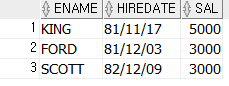 ENAME HIREDATE SAL
1 KING 81/11/17 5000
2 FORD 81/12/03 3000
3 SCOTT 82/12/09 3000